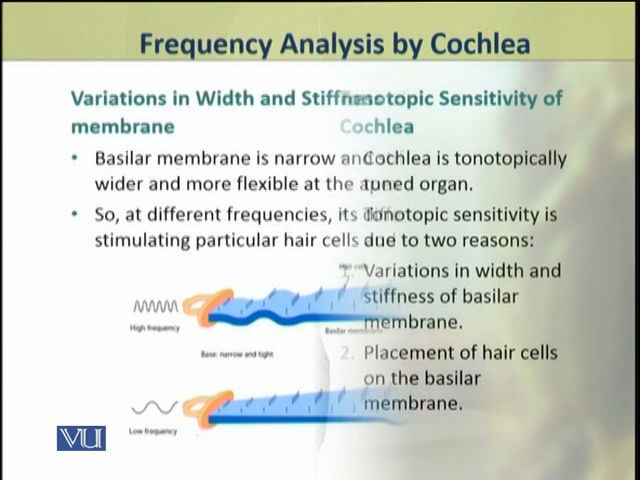 Frequency Analysis by Cochlea
Variations in Width and Stiffness
membrane
• Basilar membrane is narrow and
wider and more flexible at the
• So, at different frequencies, its
stimulating particular hair cells
Tonotopic Sensitivity of
Cochlea
Cochlea is tonotopically
tuned organ.
Tonotopic sensitivity is
due to two reasons:
1. Variations in width and
stiffness of basilar
membrane.
2. Placement of hair cells
on the basilar
membrane.
High frequency
Basilar membrane
Base: narrow and tight
Low frequency
VU